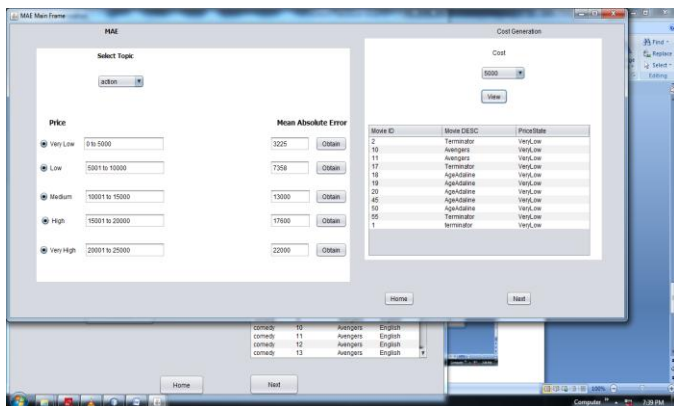 MAE Main Frame
MAE
Select Topic
action
Price
Mean Absolute Error
Very Low 0 to 5000 3225 Obtain
Low 5001 to 10000 7358 Obtain
Medium 10001 to 15000 13000 Obtain
High 15001 to 20000 17600 Obtain
Very High 20001 to 25000 22000 Obtain
Cost Generation
Cost
5000
View
Movie ID Movie DESC PriceState
2 Terminator VeryLow
10 Avengers VeryLow
11 Avengers VeryLow
17 Terminator VeryLow
18 AgeAdaline VeryLow
19 AgeAdaline VeryLow
20 AgeAdaline VeryLow
45 AgeAdaline VeryLow
50 AgeAdaline VeryLow
55 Terminator VeryLow
1 terminator VeryLow
Home Next
Find
Replace
Select
Editing
comedy 10 Avengers English
comedy 11 Avengers English
comedy 12 Avengers English
comedy 13 Avengers English
Home Next
100%
Computer 7:39 PM